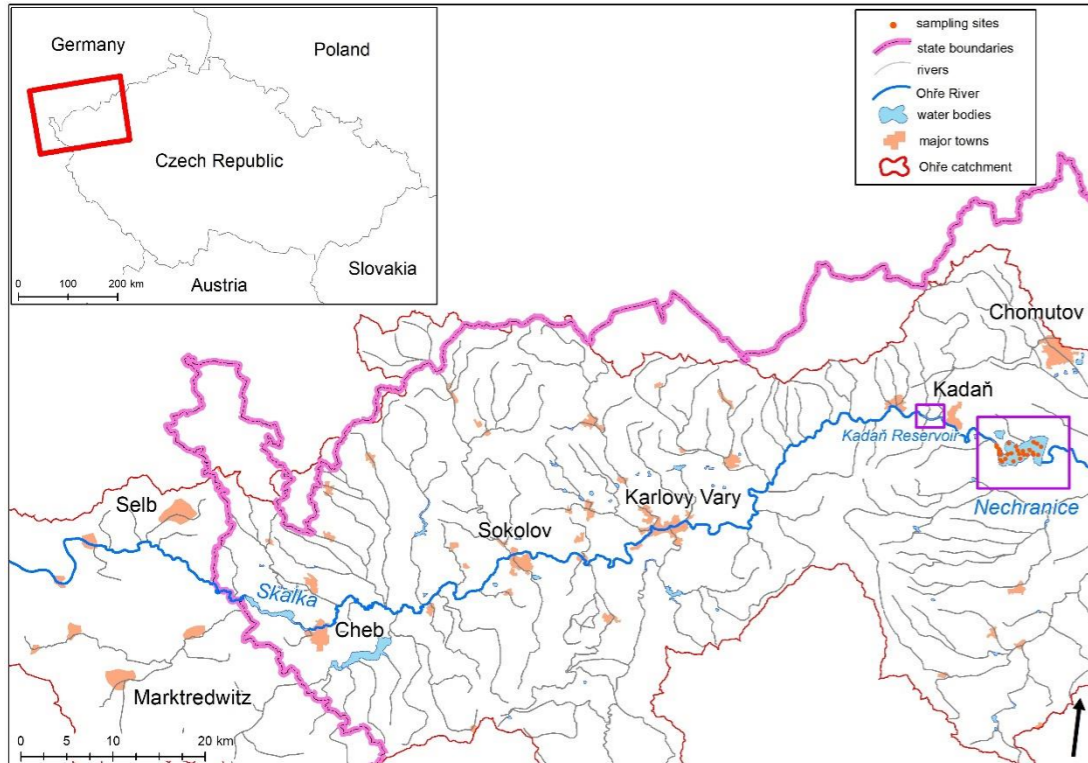 Germany
Poland
Czech Republic
Slovakia
Austria
0 100 200 km
sampling sites
state boundaries
rivers
Ohře River
water bodies
major towns
Ohře catchment
Chomutov
Kadaň
Kadaň Reservoir
Nechranice
Karlovy Vary
Selb
Sokolov
Skalka
Cheb
Marktredwitz
0 5 10 20 km